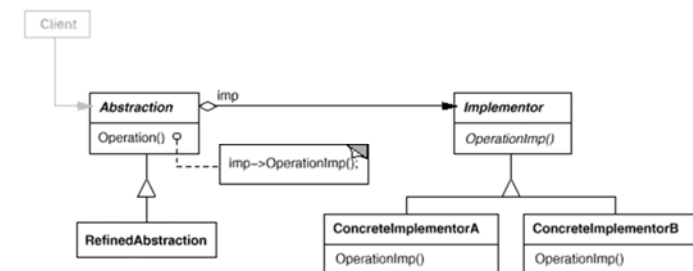 Client
Abstraction
imp
Implementor
Operation()
OperationImp()
imp->OperationImp();
RefinedAbstraction
ConcreteImplementorA
ConcreteImplementorB
OperationImp()
OperationImp()